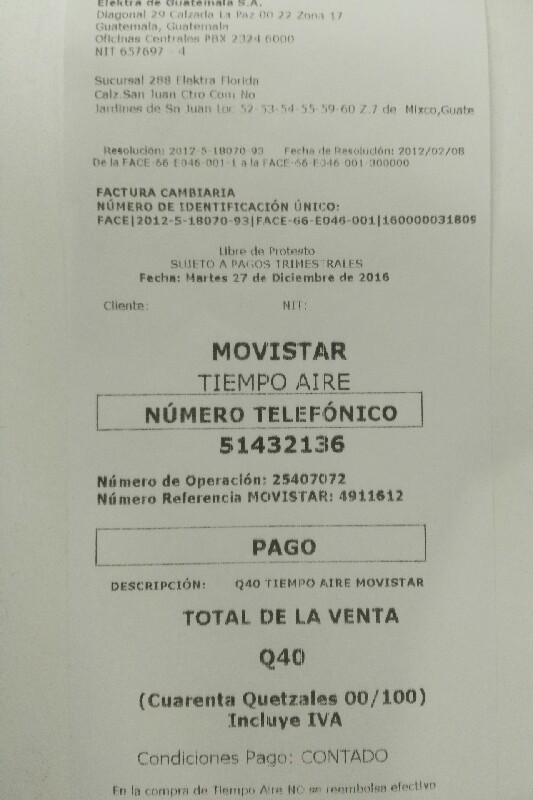 Elektra de Guatemala S.A.
Diagonal 29 Calzada La Paz 00 22 Zona 17
Guatemala, Guatemala
Oficinas Centrales PBX 2324 6000
NIT 657697 - 4
Sucursal 288 Elektra Florida
Calz.San Juan Ctro Com No
Jardines de Sn Juan Loc 52-53-54-55-59-60 Z.7 de Mixco,Guate
Resolución: 2012-5-18070-93 Fecha de Resolución: 2012/02/08
De la FACE-66-E046-001-1 a la FACE-66-E046-001-300000
FACTURA CAMBIARIA
NÚMERO DE IDENTIFICACIÓN ÚNICO:
FACE|2012-5-18070-93|FACE-66-E046-001|160000031809
Libre de Protesto
SUJETO A PAGOS TRIMESTRALES
Fecha: Martes 27 de Diciembre de 2016
Cliente: NIT:
MOVISTAR
TIEMPO AIRE
NÚMERO TELEFÓNICO
51432136
Número de Operación: 25407072
Número Referencia MOVISTAR: 4911612
PAGO
DESCRIPCIÓN: Q40 TIEMPO AIRE MOVISTAR
TOTAL DE LA VENTA
Q40
(Cuarenta Quetzales 00/100)
Incluye IVA
Condiciones Pago: CONTADO
En la compra de Tiempo Aire NO se reembolsa efectivo